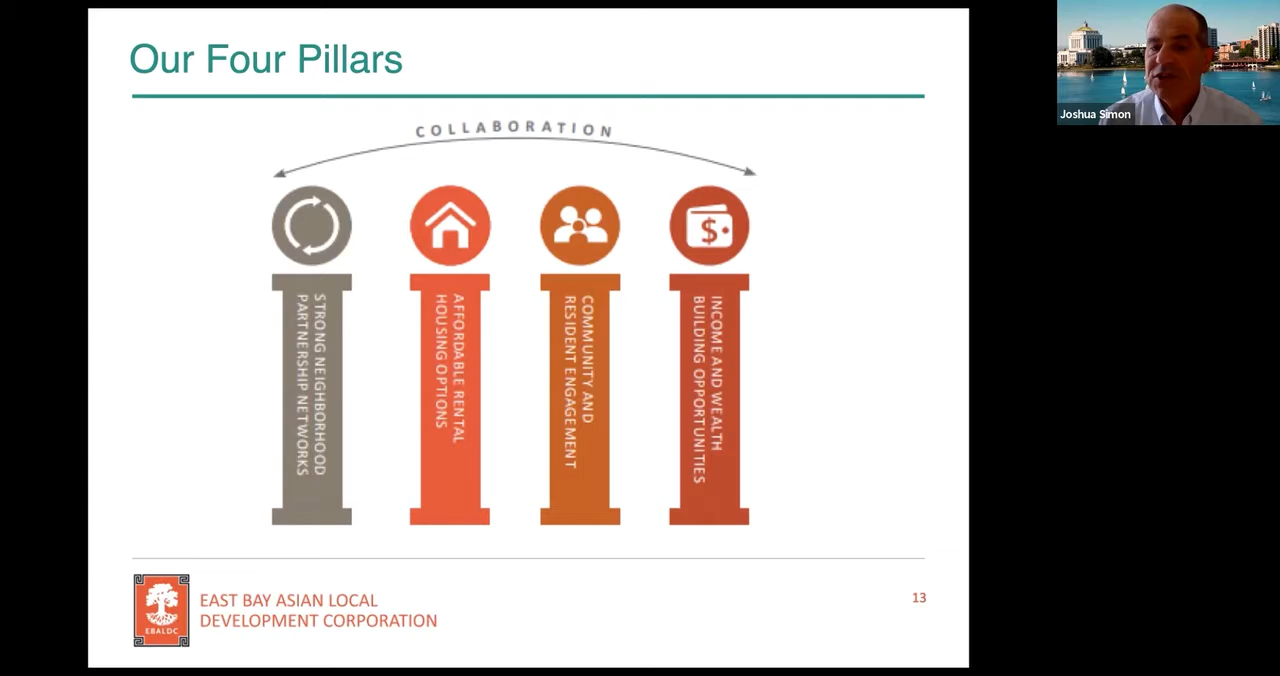 Our Four Pillars
COLLABORATION
STRONG NEIGHBORHOOD
PARTNERSHIP NETWORKS
AFFORDABLE RENTAL
HOUSING OPTIONS
COMMUNITY AND
RESIDENT ENGAGEMENT
INCOME AND WEALTH
BUILDING OPPORTUNITIES
$
EBALDC
EAST BAY ASIAN LOCAL
DEVELOPMENT CORPORATION
13
Joshua Simon